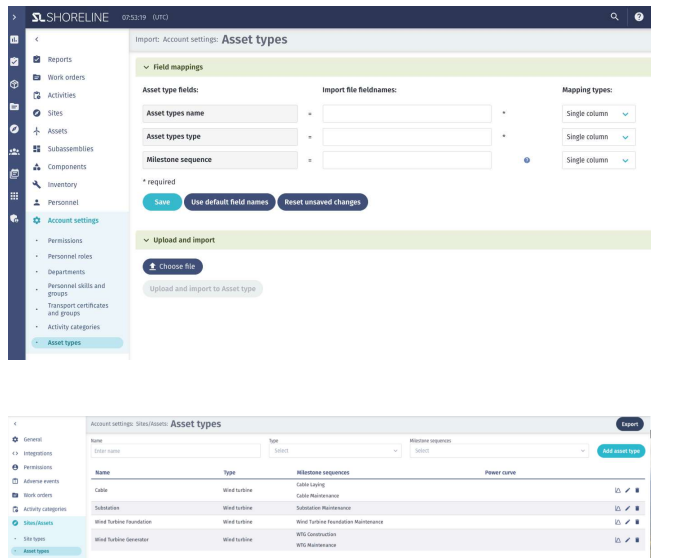 SHORELINE 07:53:19 (UTC)
Import: Account settings: Asset types
Reports
Work orders
Activities
Sites
Assets
Subassemblies
Components
Inventory
Personnel
Account settings
Permissions
Personnel roles
Departments
Personnel skills and
groups
Transport certificates
and groups
Activity categories
Asset types
Field mappings
Asset type fields: Import file fieldnames: Mapping types:
Asset types name = * Single column
Asset types type = * Single column
Milestone sequence = Single column
* required
Save Use default field names Reset unsaved changes
Upload and import
Choose file
Upload and import to Asset type
Account settings: Sites/Assets: Asset types Export
General
Integrations
Permissions
Adverse events
Work orders
Activity categories
Sites/Assets
Site types
Asset types
Name Type Milestone sequences
Enter name Select Select Add asset type
Name Type Milestone sequences Power curve
Cable Wind turbine Cable Laying
Cable Maintenance
Substation Wind turbine Substation Maintenance
Wind Turbine Foundation Wind turbine Wind Turbine Foundation Maintenance
Wind Turbine Generator Wind turbine WTG Construction
WTG Maintenance